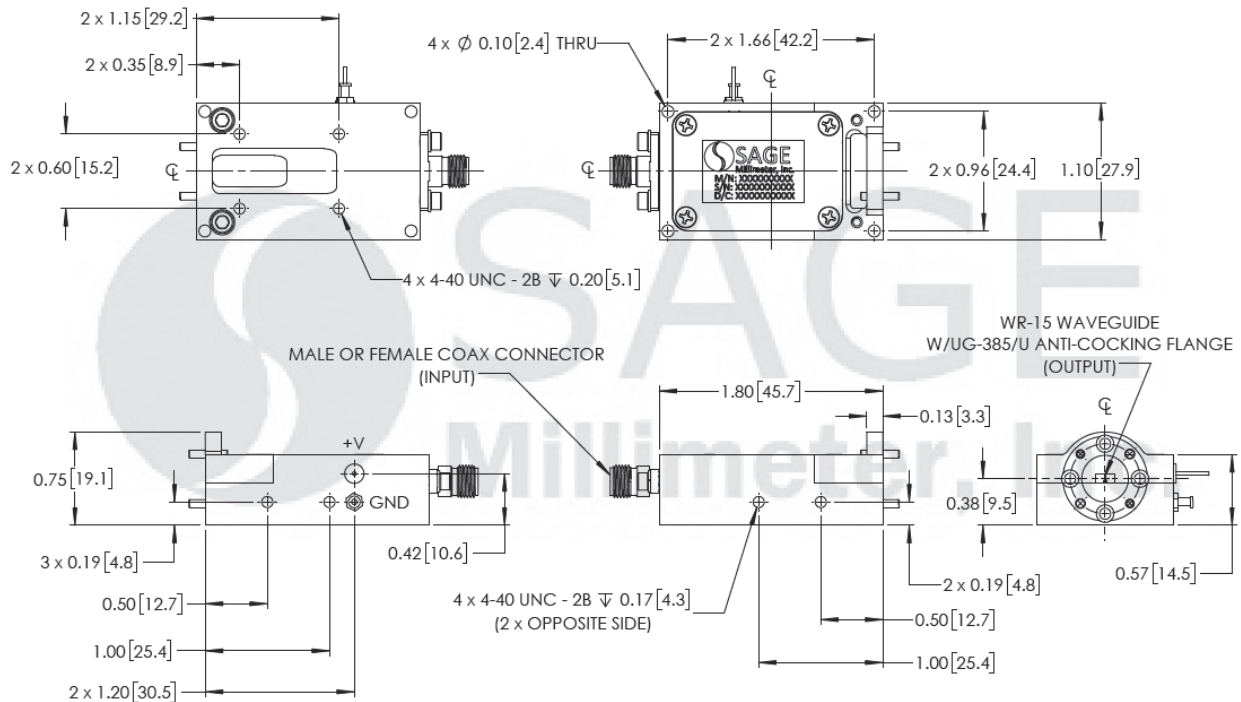 2 x 1.15[29.2]
2 x 0.35[8.9]
2 x 0.60[15.2]
℄
4 x 4-40 UNC - 2B ↧ 0.20[5.1]
4 x Ø 0.10[2.4] THRU
2 x 1.66[42.2]
℄
℄
SAGE
Millimeter, Inc.
M/N: XXXXXXXXXX
S/N: XXXXXXXXXX
D/C: XXXXXXXXXX
2 x 0.96[24.4]
1.10[27.9]
SAGE
Millimeter, Inc
MALE OR FEMALE COAX CONNECTOR
(INPUT)
WR-15 WAVEGUIDE
W/UG-385/U ANTI-COCKING FLANGE
(OUTPUT)
0.75[19.1]
+V
GND
3 x 0.19[4.8]
0.42[10.6]
0.50[12.7]
1.00[25.4]
2 x 1.20[30.5]
1.80[45.7]
0.13[3.3]
4 x 4-40 UNC - 2B ↧ 0.17[4.3]
(2 x OPPOSITE SIDE)
2 x 0.19[4.8]
0.50[12.7]
1.00[25.4]
℄
0.38[9.5]
0.57[14.5]